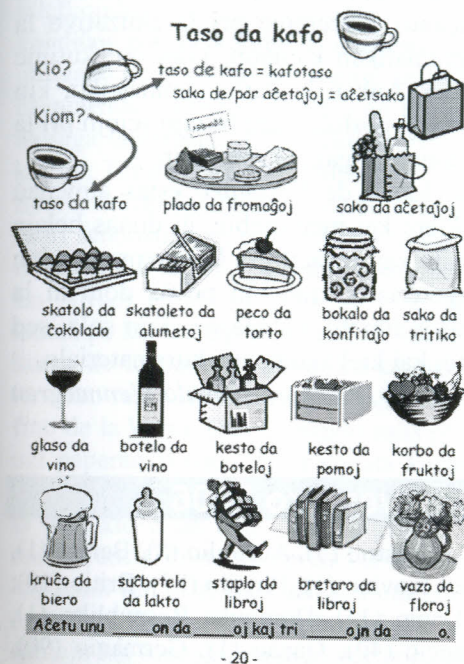 Taso da kafo
Kio?
taso de kafo = kafotaso
sako de/por aĉetaĵoj = aĉetsako
Kiom?
taso da kafo
plado da fromaĝoj
sako da aĉetaĵoj
skatolo da ĉokolado
skatoleto da alumetoj
peco da torto
bokalo da konfitaĵo
sako da tritiko
glaso da vino
botelo da vino
kesto da boteloj
kesto da pomoj
korbo da fruktoj
kruĉo da biero
suĉbotelo da lakto
staplo da libroj
bretaro da libroj
vazo da floroj
Aĉetu unu ____on da ____oj kaj tri ____ojn da ____o.
- 20 -